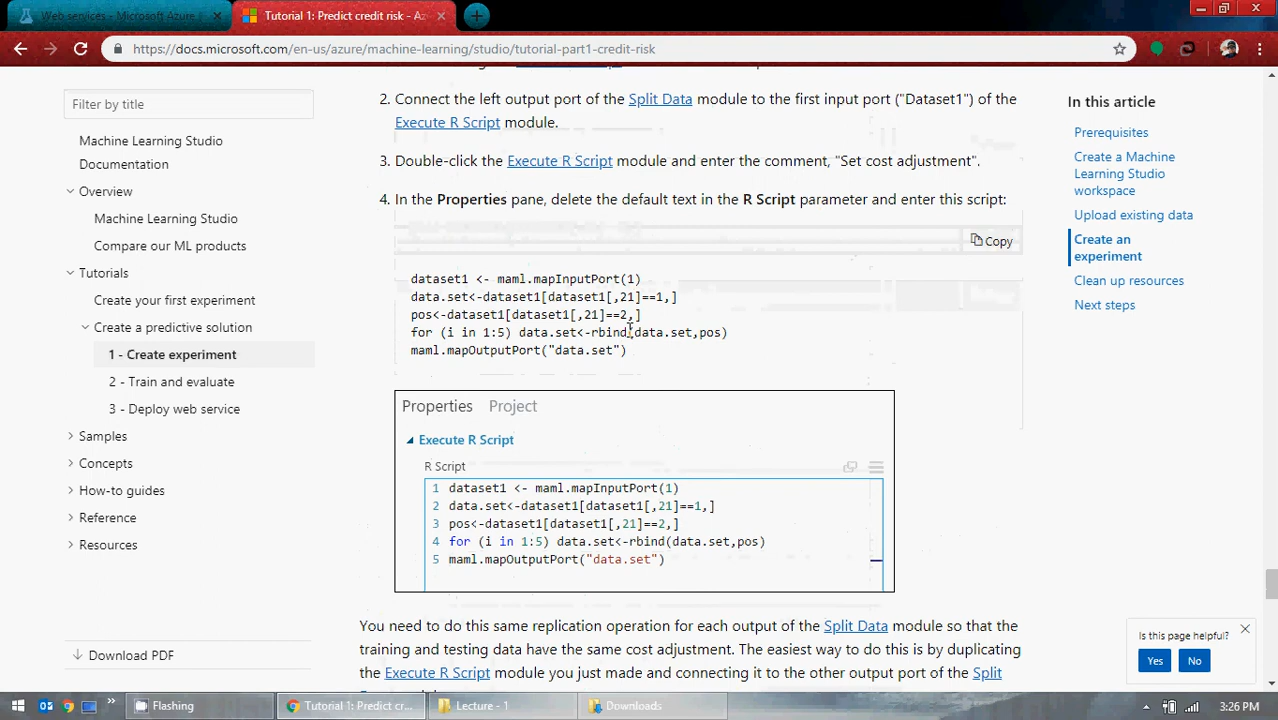 Web services - Microsoft Azure
Tutorial 1: Predict credit risk - Az
https://docs.microsoft.com/en-us/azure/machine-learning/studio/tutorial-part1-credit-risk
Filter by title
Machine Learning Studio
Documentation
Overview
Machine Learning Studio
Compare our ML products
Tutorials
Create your first experiment
Create a predictive solution
1 - Create experiment
2 - Train and evaluate
3 - Deploy web service
Samples
Concepts
How-to guides
Reference
Resources
Download PDF
2. Connect the left output port of the Split Data module to the first input port ("Dataset1") of the
Execute R Script module.
3. Double-click the Execute R Script module and enter the comment, "Set cost adjustment".
4. In the Properties pane, delete the default text in the R Script parameter and enter this script:
Copy
dataset1 <- maml.mapInputPort(1)
data.set<-dataset1[dataset1[,21]==1,]
pos<-dataset1[dataset1[,21]==2,]
for (i in 1:5) data.set<-rbind(data.set,pos)
maml.mapOutputPort("data.set")
Properties Project
Execute R Script
R Script
1 dataset1 <- maml.mapInputPort(1)
2 data.set<-dataset1[dataset1[,21]==1,]
3 pos<-dataset1[dataset1[,21]==2,]
4 for (i in 1:5) data.set<-rbind(data.set,pos)
5 maml.mapOutputPort("data.set")
You need to do this same replication operation for each output of the Split Data module so that the
training and testing data have the same cost adjustment. The easiest way to do this is by duplicating
the Execute R Script module you just made and connecting it to the other output port of the Split
In this article
Prerequisites
Create a Machine
Learning Studio
workspace
Upload existing data
Create an
experiment
Clean up resources
Next steps
Is this page helpful?
Yes No
Flashing
Tutorial 1: Predict cr...
Lecture - 1
Downloads
3:26 PM